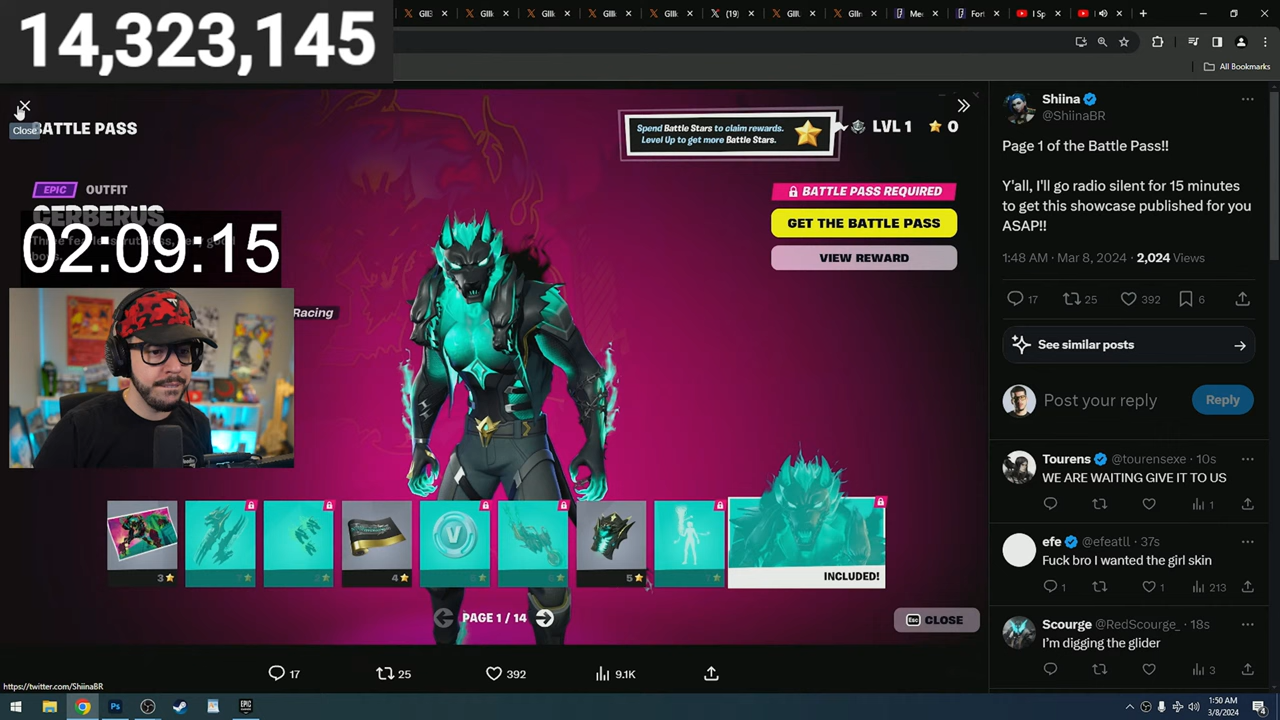 14,323,145
(19)
All Bookmarks
Close
BATTLE PASS
Spend Battle Stars to claim rewards.
Level Up to get more Battle Stars.
LVL 1
0
EPIC
OUTFIT
CERBERUS
02:09:15
Racing
BATTLE PASS REQUIRED
GET THE BATTLE PASS
VIEW REWARD
3
4
V
5
INCLUDED!
PAGE 1 / 14
Esc CLOSE
17
25
392
9.1K
https://twitter.com/ShiinaBR
Shiina
@ShiinaBR
Page 1 of the Battle Pass!!
Y'all, I'll go radio silent for 15 minutes
to get this showcase published for you
ASAP!!
1:48 AM · Mar 8, 2024 · 2,024 Views
17
25
392
6
See similar posts
Post your reply
Reply
Tourens @tourensexe · 10s
WE ARE WAITING GIVE IT TO US
1
efe @efeatll · 37s
Fuck bro I wanted the girl skin
1
1
213
Scourge @RedScourge_ · 18s
I'm digging the glider
3
Ps
EPIC
1:50 AM
3/8/2024